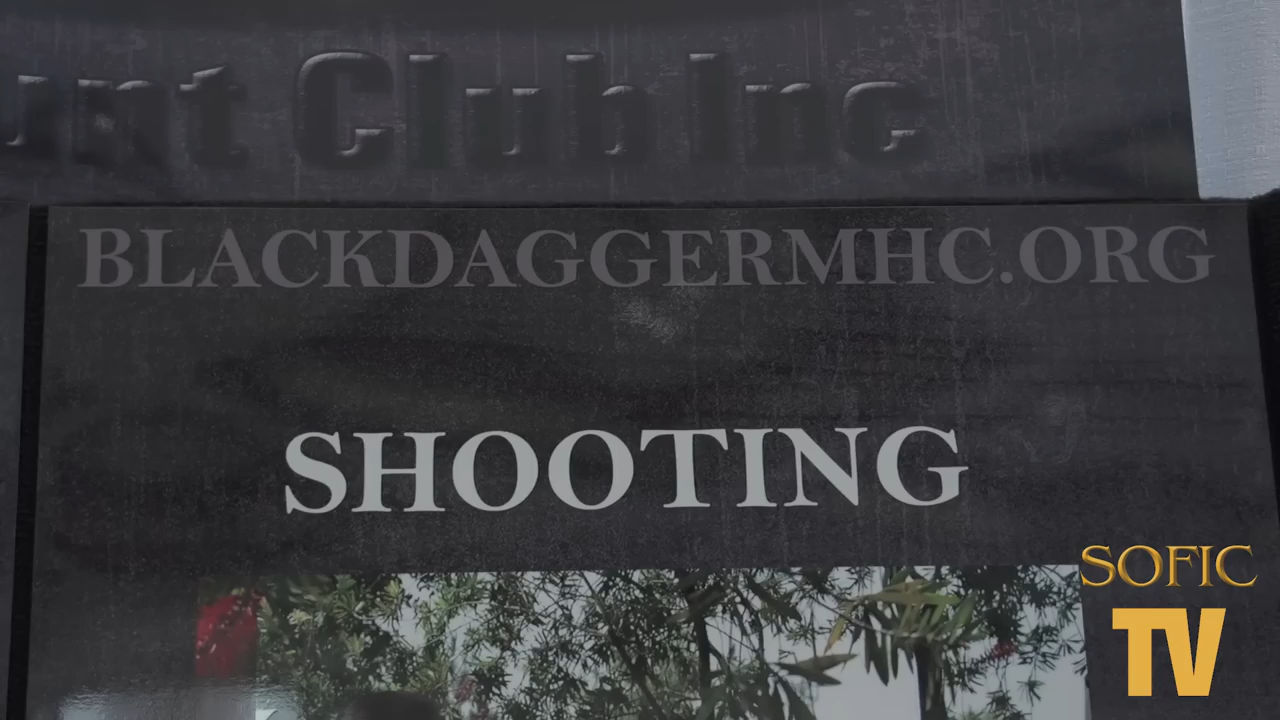 Club Inc
BLACKDAGGERMHC.ORG
SHOOTING
SOFIC
TV